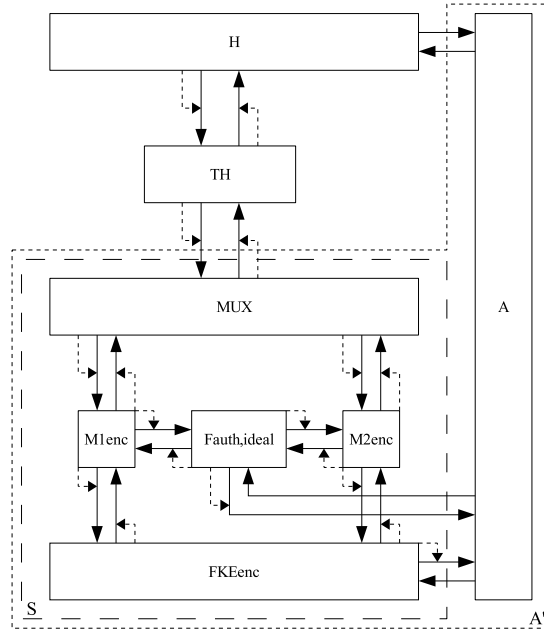 H
TH
MUX
A
M1enc
Fauth,ideal
M2enc
FKEenc
S
A'